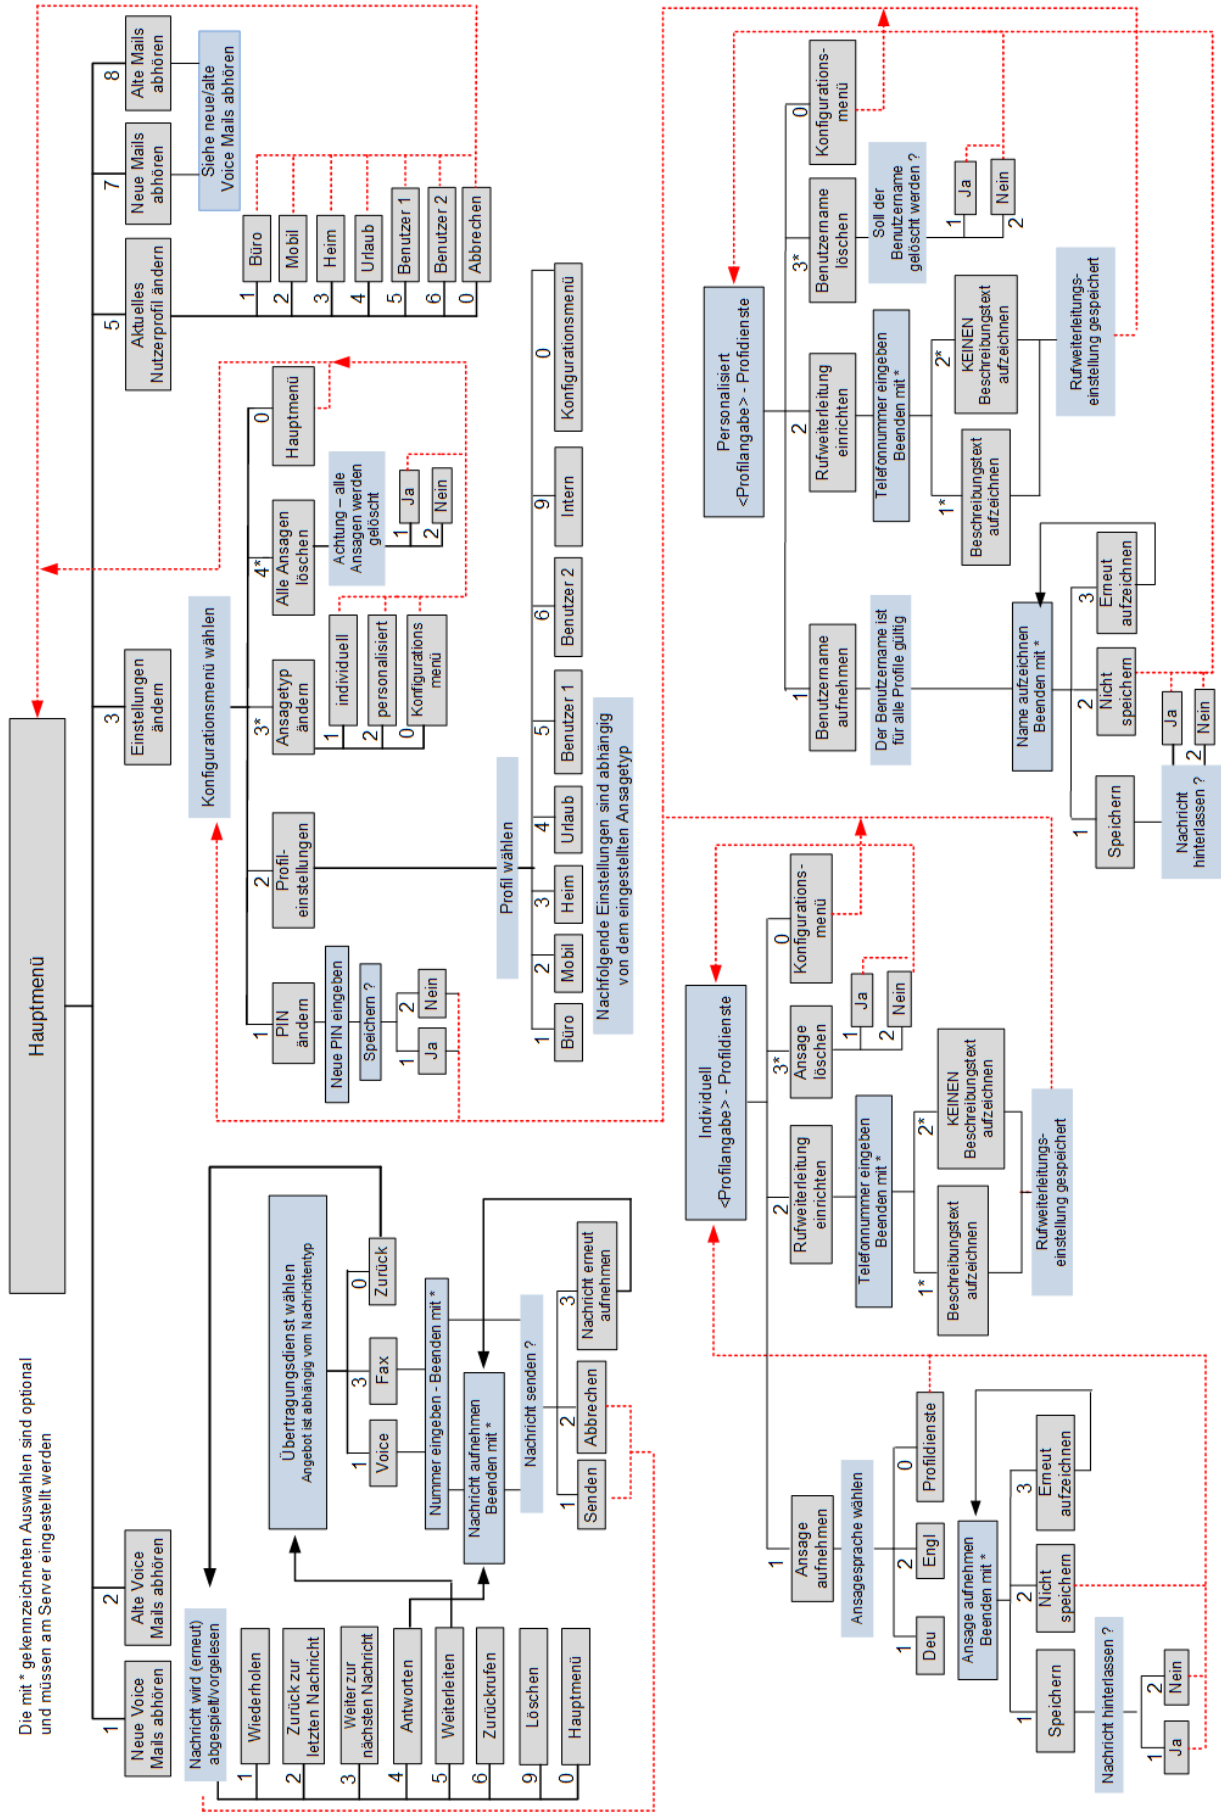 Die mit * gekennzeichneten Auswahlen sind optional
und müssen am Server eingestellt werden
Hauptmenü
1
Neue Voice
Mails abhören
2
Alte Voice
Mails abhören
3
Einstellungen
ändern
5
Aktuelles
Nutzerprofil ändern
7
Neue Mails
abhören
8
Alte Mails
abhören
Nachricht wird (erneut)
abgespielt/vorgelesen
1
Wiederholen
2
Zurück zur
letzten Nachricht
3
Weiter zur
nächsten Nachricht
4
Antworten
5
Weiterleiten
6
Zurückrufen
9
Löschen
0
Hauptmenü
Übertragungsdienst wählen
Angebot ist abhängig vom Nachrichtentyp
1
Voice
3
Fax
0
Zurück
Nummer eingeben - Beenden mit *
Nachricht aufnehmen
Beenden mit *
Nachricht senden ?
1
Senden
2
Abbrechen
3
Nachricht erneut
aufnehmen
Konfigurationsmenü wählen
1
PIN
ändern
Neue PIN eingeben
Speichern ?
1
Ja
2
Nein
2
Profil-
einstellungen
3*
Ansagetyp
ändern
1
individuell
2
personalisiert
0
Konfigurations
menü
4*
Alle Ansagen
löschen
Achtung – alle
Ansagen werden
gelöscht
1
Ja
2
Nein
0
Hauptmenü
Profil wählen
1
Büro
2
Mobil
3
Heim
4
Urlaub
5
Benutzer 1
6
Benutzer 2
9
Intern
0
Konfigurationsmenü
Nachfolgende Einstellungen sind abhängig
von dem eingestellten Ansagetyp
1
Büro
2
Mobil
3
Heim
4
Urlaub
5
Benutzer 1
6
Benutzer 2
0
Abbrechen
Siehe neue/alte
Voice Mails abhören
Individuell
<Profilangabe> - Profildienste
1
Ansage
aufnehmen
Ansagesprache wählen
1
Deu
2
Engl
0
Profildienste
Ansage aufnehmen
Beenden mit *
1
Speichern
2
Nicht
speichern
3
Erneut
aufzeichnen
Nachricht hinterlassen ?
1
Ja
2
Nein
2
Rufweiterleitung
einrichten
Telefonnummer eingeben
Beenden mit *
1*
Beschreibungstext
aufzeichnen
2*
KEINEN
Beschreibungstext
aufzeichnen
Rufweiterleitungs-
einstellung gespeichert
3*
Ansage
löschen
1
Ja
2
Nein
0
Konfigurations-
menü
Personalisiert
<Profilangabe> - Profidienste
1
Benutzername
aufnehmen
Der Benutzername ist
für alle Profile gültig
Name aufzeichnen
Beenden mit *
1
Speichern
2
Nicht
speichern
3
Erneut
aufzeichnen
Nachricht
hinterlassen ?
1
Ja
2
Nein
2
Rufweiterleitung
einrichten
Telefonnummer eingeben
Beenden mit *
1*
Beschreibungstext
aufzeichnen
2*
KEINEN
Beschreibungstext
aufzeichnen
Rufweiterleitungs-
einstellung gespeichert
3*
Benutzername
löschen
Soll der
Benutzername
gelöscht werden ?
1
Ja
2
Nein
0
Konfigurations-
menü